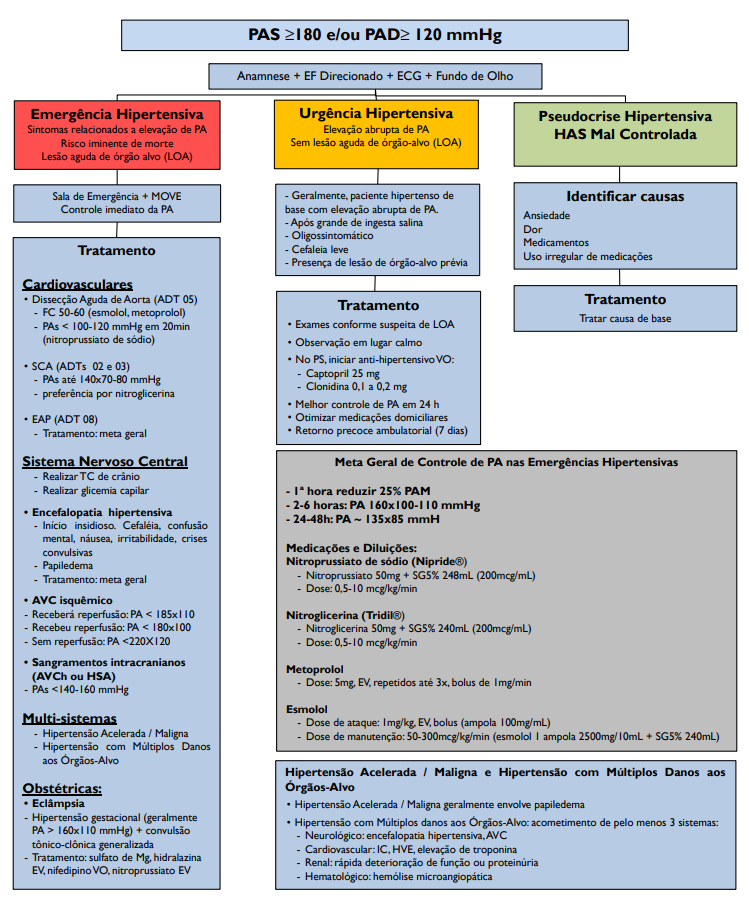 PAS ≥180 e/ou PAD≥ 120 mmHg
Anamnese + EF Direcionado + ECG + Fundo de Olho
Emergência Hipertensiva
Sintomas relacionados a elevação de PA
Risco iminente de morte
Lesão aguda de órgão alvo (LOA)
Sala de Emergência + MOVE
Controle imediato da PA
Tratamento
Cardiovasculares
• Dissecção Aguda de Aorta (ADT 05)
- FC 50-60 (esmolol, metoprolol)
- PAs < 100-120 mmHg em 20min
(nitroprussiato de sódio)
• SCA (ADTs 02 e 03)
- PAs até 140x70-80 mmHg
- preferência por nitroglicerina
• EAP (ADT 08)
- Tratamento: meta geral
Sistema Nervoso Central
- Realizar TC de crânio
- Realizar glicemia capilar
• Encefalopatia hipertensiva
- Início insidioso. Cefaléia, confusão
mental, náusea, irritabilidade, crises
convulsivas
- Papiledema
- Tratamento: meta geral
• AVC isquêmico
- Receberá reperfusão: PA < 185x110
- Recebeu reperfusão: PA < 180x100
- Sem reperfusão: PA <220X120
• Sangramentos intracranianos
(AVCh ou HSA)
- PAs <140-160 mmHg
Multi-sistemas
- Hipertensão Acelerada / Maligna
- Hipertensão com Múltiplos Danos
aos Órgãos-Alvo
Obstétricas:
• Eclâmpsia
- Hipertensão gestacional (geralmente
PA > 160x110 mmHg) + convulsão
tônico-clônica generalizada
- Tratamento: sulfato de Mg, hidralazina
EV, nifedipino VO, nitroprussiato EV
Urgência Hipertensiva
Elevação abrupta de PA
Sem lesão aguda de órgão-alvo (LOA)
- Geralmente, paciente hipertenso de
base com elevação abrupta de PA.
- Após grande de ingesta salina
- Oligossintomático
- Cefaleia leve
- Presença de lesão de órgão-alvo prévia
Tratamento
• Exames conforme suspeita de LOA
• Observação em lugar calmo
• No PS, iniciar anti-hipertensivo VO:
- Captopril 25 mg
- Clonidina 0,1 a 0,2 mg
• Melhor controle de PA em 24 h
• Otimizar medicações domiciliares
• Retorno precoce ambulatorial (7 dias)
Pseudocrise Hipertensiva
HAS Mal Controlada
Identificar causas
Ansiedade
Dor
Medicamentos
Uso irregular de medicações
Tratamento
Tratar causa de base
Meta Geral de Controle de PA nas Emergências Hipertensivas
- 1ª hora reduzir 25% PAM
- 2-6 horas: PA 160x100-110 mmHg
- 24-48h: PA ~ 135x85 mmH
Medicações e Diluições:
Nitroprussiato de sódio (Nipride®)
- Nitroprussiato 50mg + SG5% 248mL (200mcg/mL)
- Dose: 0,5-10 mcg/kg/min
Nitroglicerina (Tridil®)
- Nitroglicerina 50mg + SG5% 240mL (200mcg/mL)
- Dose: 0,5-10 mcg/kg/min
Metoprolol
- Dose: 5mg, EV, repetidos até 3x, bolus de 1mg/min
Esmolol
- Dose de ataque: 1mg/kg, EV, bolus (ampola 100mg/mL)
- Dose de manutenção: 50-300mcg/kg/min (esmolol 1 ampola 2500mg/10mL + SG5% 240mL)
Hipertensão Acelerada / Maligna e Hipertensão com Múltiplos Danos aos
Órgãos-Alvo
• Hipertensão Acelerada / Maligna geralmente envolve papiledema
• Hipertensão com Múltiplos danos aos Órgãos-Alvo: acometimento de pelo menos 3 sistemas:
- Neurológico: encefalopatia hipertensiva, AVC
- Cardiovascular: IC, HVE, elevação de troponina
- Renal: rápida deterioração de função ou proteinúria
- Hematológico: hemólise microangiopática